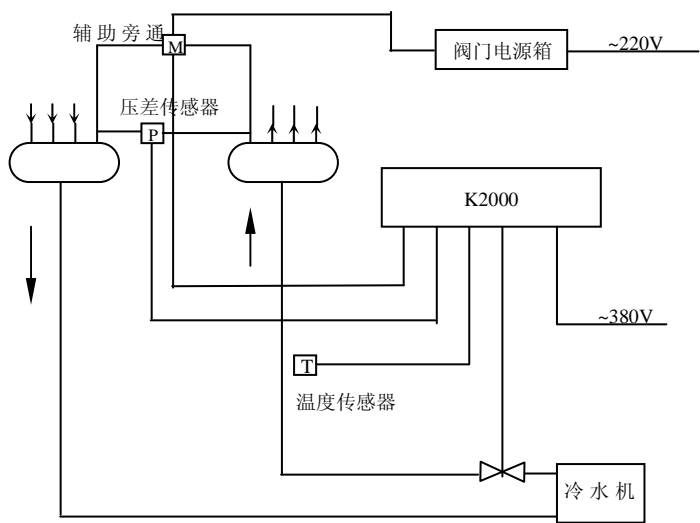 辅助旁通
M
阀门电源箱
~220V
压差传感器
P
K2000
~380V
T
温度传感器
冷水机